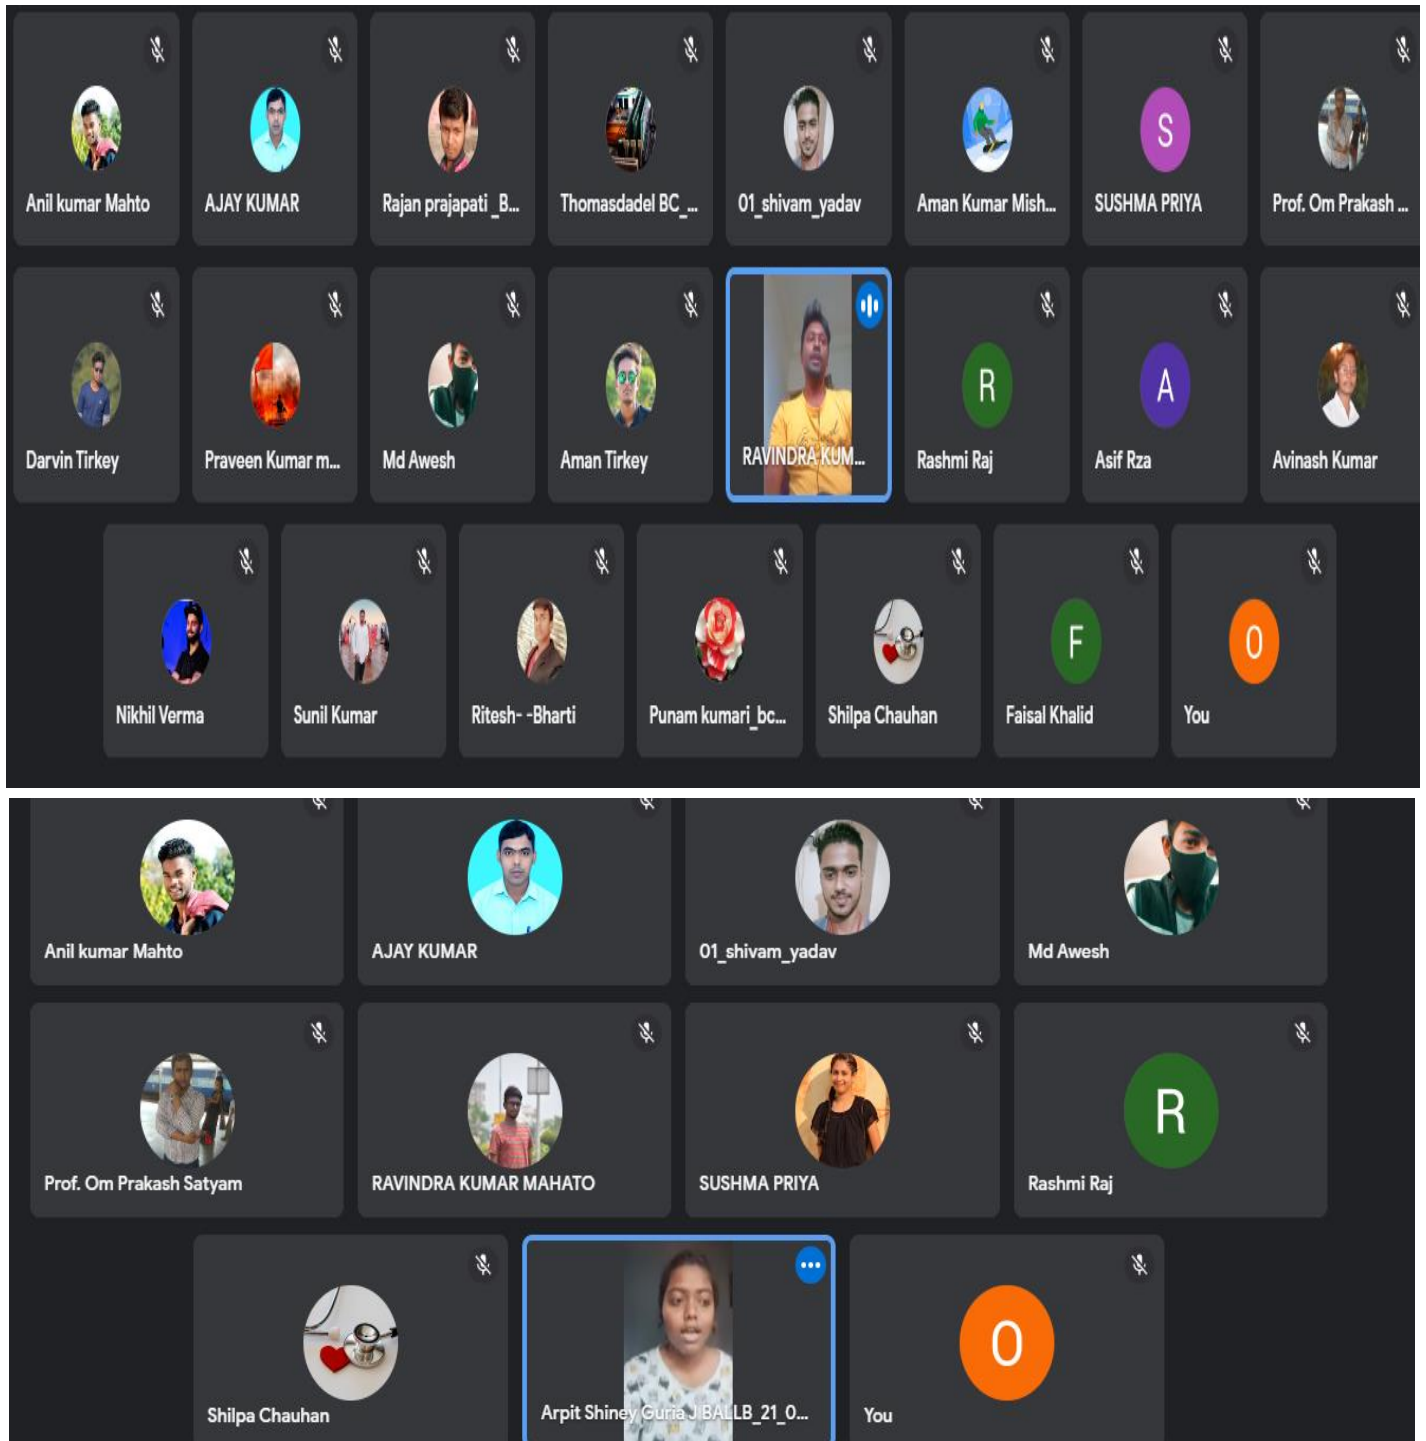 Anil kumar Mahto
AJAY KUMAR
Rajan prajapati _B...
Thomasdadel BC_...
01_shivam_yadav
Aman Kumar Mish...
S
SUSHMA PRIYA
Prof. Om Prakash ...
Darvin Tirkey
Praveen Kumar m...
Md Awesh
Aman Tirkey
RAVINDRA KUM...
R
Rashmi Raj
A
Asif Rza
Avinash Kumar
Nikhil Verma
Sunil Kumar
Ritesh- -Bharti
Punam kumari_bc...
Shilpa Chauhan
F
Faisal Khalid
O
You
Anil kumar Mahto
AJAY KUMAR
01_shivam_yadav
Md Awesh
Prof. Om Prakash Satyam
RAVINDRA KUMAR MAHATO
SUSHMA PRIYA
R
Rashmi Raj
Shilpa Chauhan
Arpit Shiney Guria J BALLB_21_0...
O
You